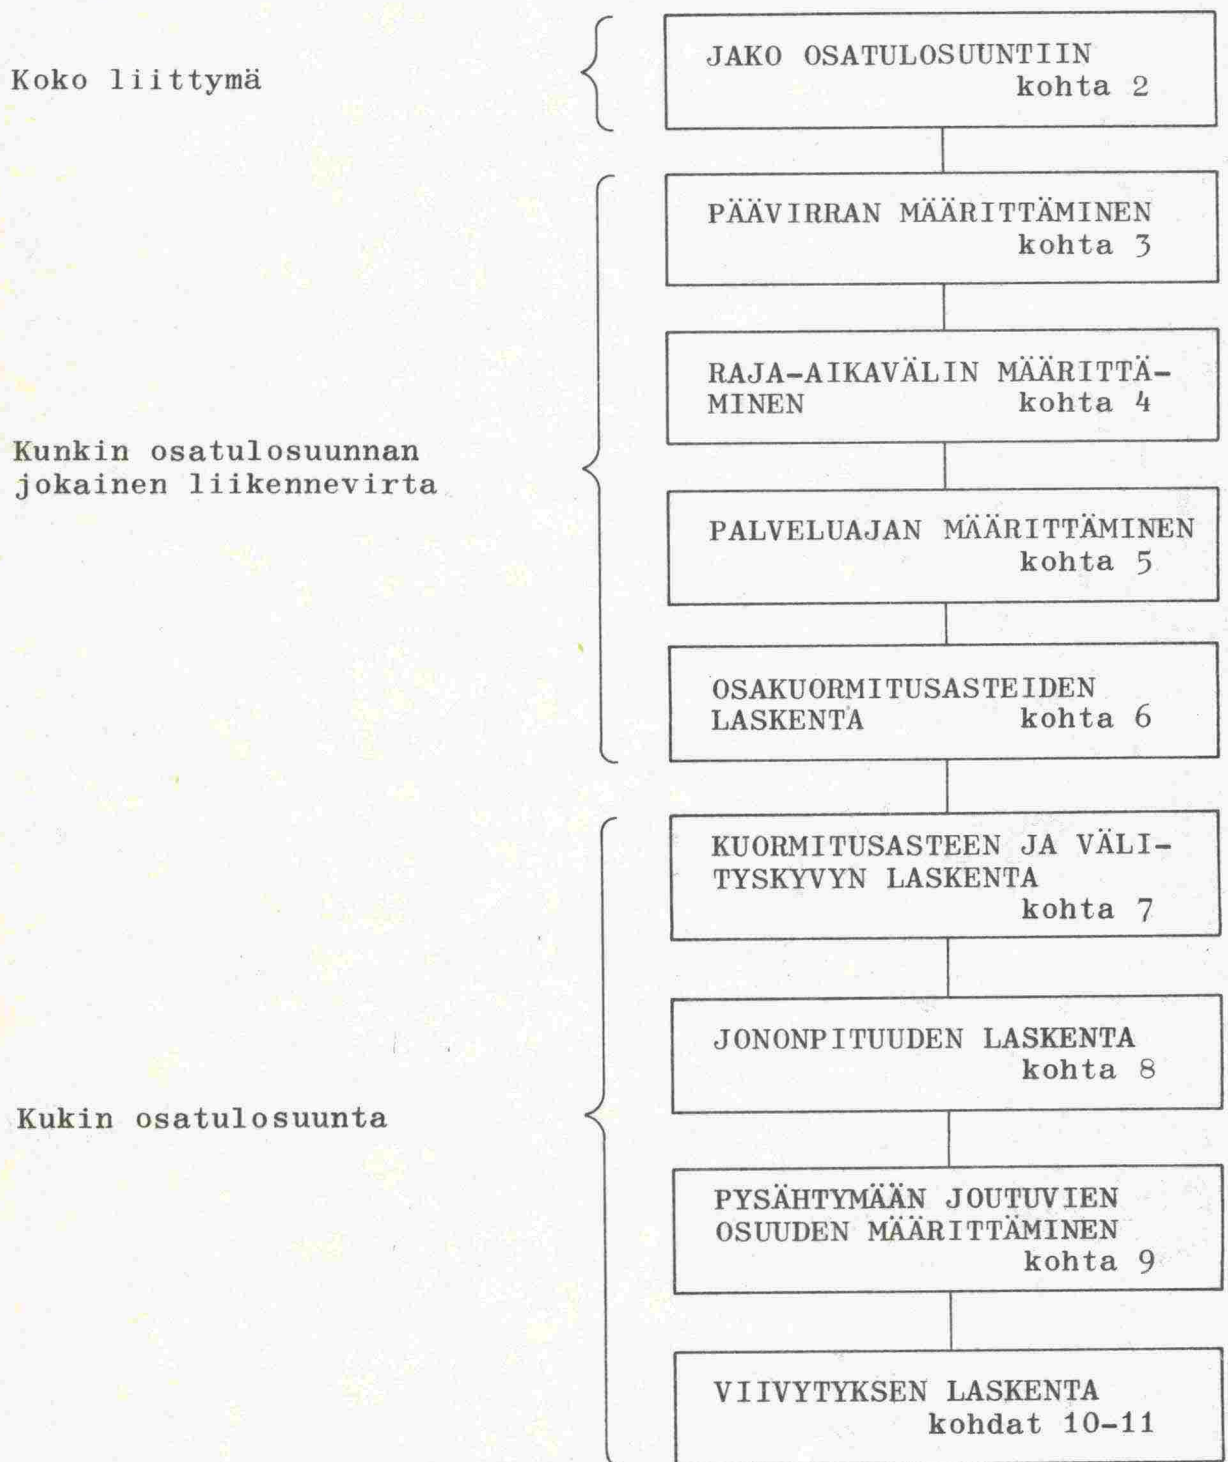 Koko liittymä
JAKO OSATULOSUUNTIIN
kohta 2
PÄÄVIRRAN MÄÄRITTÄMINEN
kohta 3
RAJA-AIKAVÄLIN MÄÄRITTÄ-
MINEN kohta 4
Kunkin osatulosuunnan
jokainen liikennevirta
PALVELUAJAN MÄÄRITTÄMINEN
kohta 5
OSAKUORMITUSASTEIDEN
LASKENTA kohta 6
KUORMITUSASTEEN JA VÄLI-
TYSKYVYN LASKENTA
kohta 7
JONONPITUUDEN LASKENTA
kohta 8
Kukin osatulosuunta
PYSÄHTYMÄÄN JOUTUVIEN
OSUUDEN MÄÄRITTÄMINEN
kohta 9
VIIVYTYKSEN LASKENTA
kohdat 10-11